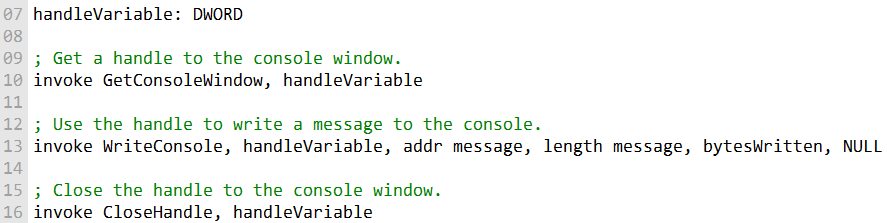 07 handleVariable: DWORD
08
09 ; Get a handle to the console window.
10 invoke GetConsoleWindow, handleVariable
11
12 ; Use the handle to write a message to the console.
13 invoke WriteConsole, handleVariable, addr message, length message, bytesWritten, NULL
14
15 ; Close the handle to the console window.
16 invoke CloseHandle, handleVariable